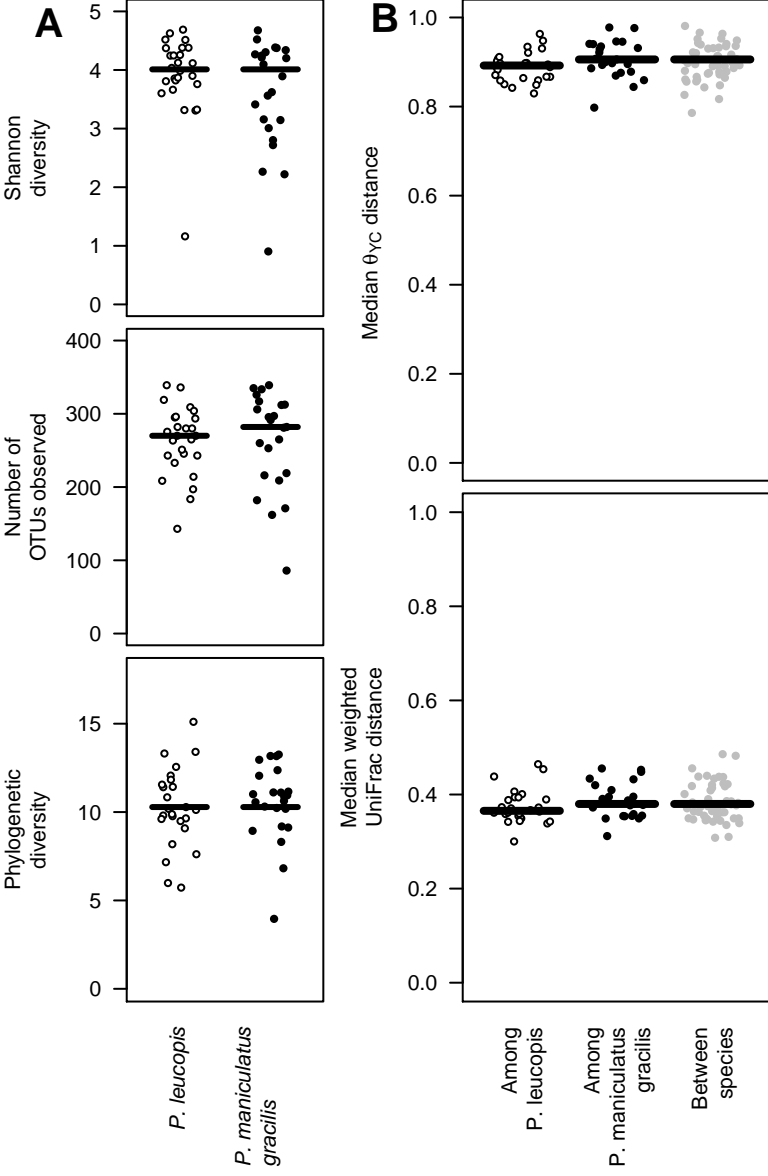 A
5
4
3
2
1
0
Shannon
diversity
400
300
200
100
0
Number of
OTUs observed
15
10
5
0
Phylogenetic
diversity
P. leucopis
P. maniculatus
gracilis
B
1.0
0.8
0.6
0.4
0.2
0.0
Median θYC distance
1.0
0.8
0.6
0.4
0.2
0.0
Median weighted
UniFrac distance
Among
P. leucopis
Among
P. maniculatus
gracilis
Between
species